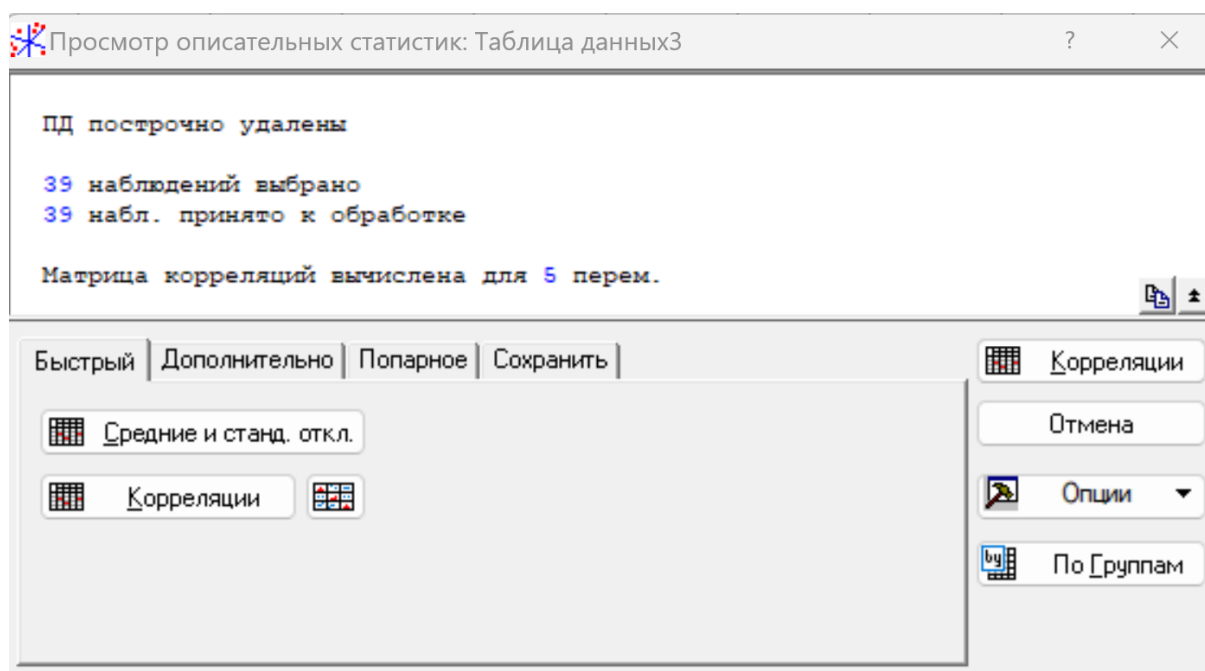 Просмотр описательных статистик: Таблица данных3 ?
ПД построчно удалены
39 наблюдений выбрано
39 набл. принято к обработке
Матрица корреляций вычислена для 5 перем.
Быстрый Дополнительно Попарное Сохранить
Средние и станд. откл.
Корреляции
Корреляции
Отмена
Опции
by По Группам